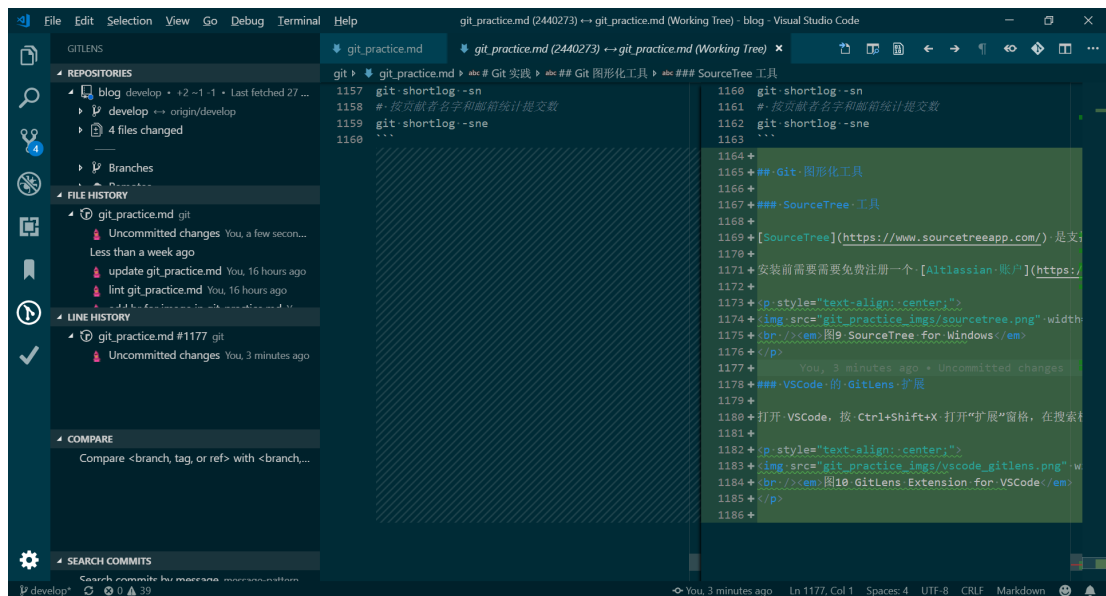 File Edit Selection View Go Debug Terminal Help
git_practice.md (2440273) ↔ git_practice.md (Working Tree) - blog - Visual Studio Code
GITLENS
git_practice.md
git_practice.md (2440273) ↔ git_practice.md (Working Tree)
REPOSITORIES
blog develop • +2 ~1 -1 • Last fetched 27 ...
develop ↔ origin/develop
4 files changed
Branches
FILE HISTORY
git_practice.md git
Uncommitted changes You, a few secon...
Less than a week ago
update git_practice.md You, 16 hours ago
lint git_practice.md You, 16 hours ago
LINE HISTORY
git_practice.md #1177 git
Uncommitted changes You, 3 minutes ago
COMPARE
Compare <branch, tag, or ref> with <branch,...
SEARCH COMMITS
Search commits by message message-pattern
4
git git_practice.md abc # Git 实践 abc ## Git 图形化工具 abc ### SourceTree 工具
1157 git·shortlog·-sn
1158 #·按贡献者名字和邮箱统计提交数
1159 git·shortlog·-sne
1160 ```
1160 git·shortlog·-sn
1161 #·按贡献者名字和邮箱统计提交数
1162 git·shortlog·-sne
1163 ```
1164 +
1165 + ##·Git·图形化工具
1166 +
1167 + ###·SourceTree·工具
1168 +
1169 + [SourceTree](https://www.sourcetreeapp.com/)·是支
1170 +
1171 + 安装前需要需要免费注册一个·[Altlassian·账户](https:/
1172 +
1173 + <p·style="text-align:·center;">
1174 + <img·src="git_practice_imgs/sourcetree.png"·width=
1175 + <br·/><em>图9·SourceTree·for·Windows</em>
1176 + </p>
1177 + You, 3 minutes ago • Uncommitted changes
1178 + ###·VSCode·的·GitLens·扩展
1179 +
1180 + 打开·VSCode，按·Ctrl+Shift+X·打开“扩展”窗格，在搜索
1181 +
1182 + <p·style="text-align:·center;">
1183 + <img·src="git_practice_imgs/vscode_gitlens.png"·w
1184 + <br·/><em>图10·GitLens·Extension·for·VSCode</em>
1185 + </p>
1186 +
develop* 0 39 You, 3 minutes ago Ln 1177, Col 1 Spaces: 4 UTF-8 CRLF Markdown